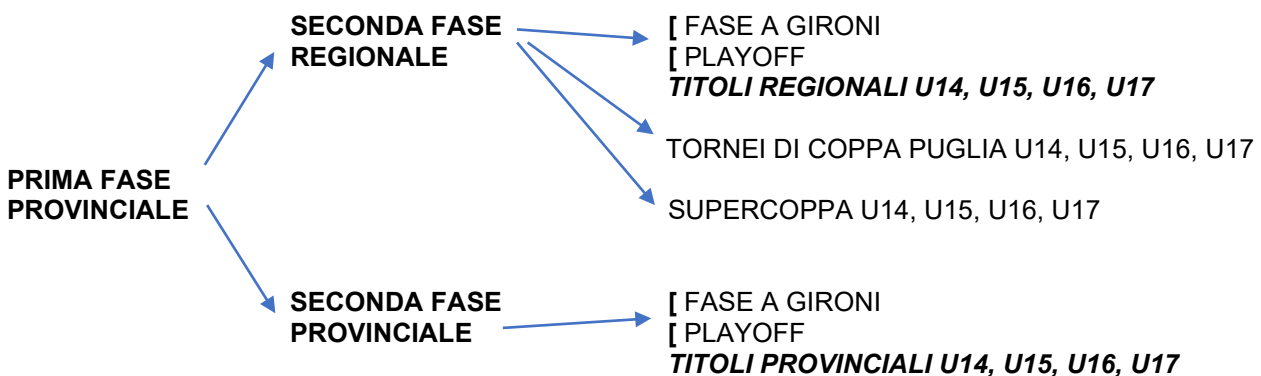 SECONDA FASE
REGIONALE
[ FASE A GIRONI
[ PLAYOFF
TITOLI REGIONALI U14, U15, U16, U17
TORNEI DI COPPA PUGLIA U14, U15, U16, U17
PRIMA FASE
PROVINCIALE
SUPERCOPPA U14, U15, U16, U17
SECONDA FASE
PROVINCIALE
[ FASE A GIRONI
[ PLAYOFF
TITOLI PROVINCIALI U14, U15, U16, U17